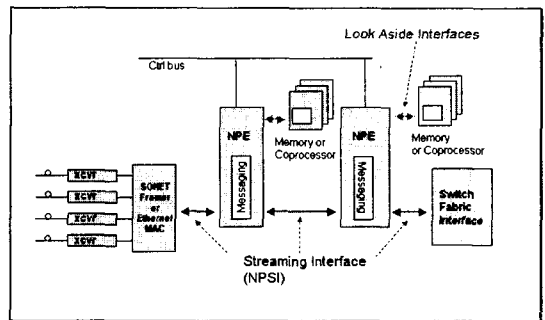 Look Aside Interfaces
Ctrl bus
NPE
Messaging
Memory or
Coprocessor
NPE
Messaging
Memory
or Coprocessor
XCVR
XCVR
XCVR
XCVR
SONET
Framer
or
Ethernet
MAC
Switch
Fabric
Interface
Streaming Interface
(NPSI)